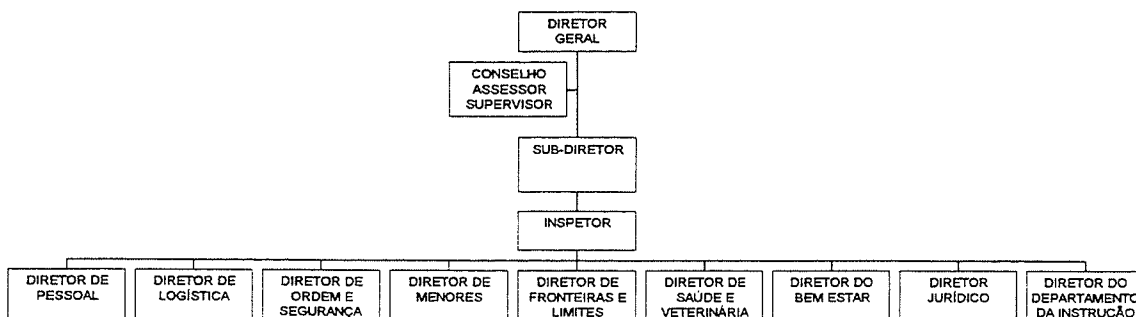 DIRETOR
GERAL
CONSELHO
ASSESSOR
SUPERVISOR
SUB-DIRETOR
INSPETOR
DIRETOR DE
PESSOAL
DIRETOR DE
LOGÍSTICA
DIRETOR DE
ORDEM E
SEGURANÇA
DIRETOR DE
MENORES
DIRETOR DE
FRONTEIRAS E
LIMITES
DIRETOR DE
SAÚDE E
VETERINÁRIA
DIRETOR DO
BEM ESTAR
DIRETOR
JURÍDICO
DIRETOR DO
DEPARTAMENTO
DA INSTRUÇÃO